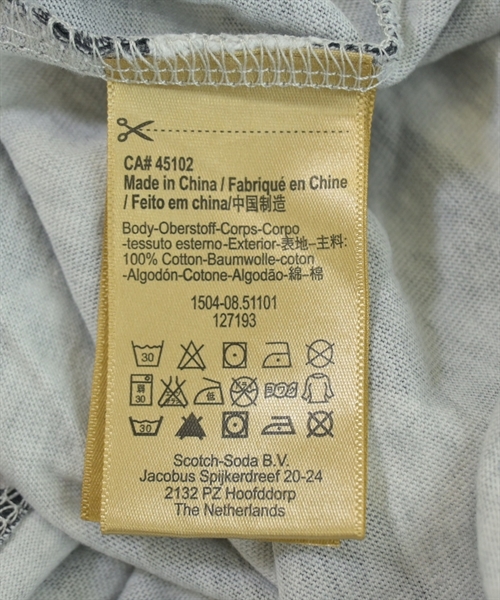 CA# 45102
Made in China / Fabriqué en Chine
/ Feito em china/中国制造
Body-Oberstoff-Corps-Corpo
-tessuto esterno-Exterior-表地–主料:
100% Cotton-Baumwolle-coton
-Algodón-Cotone-Algodão-綿–棉
1504-08.51101
127193
30
弱
30
低
30
Scotch-Soda B.V.
Jacobus Spijkerdreef 20-24
2132 PZ Hoofddorp
The Netherlands